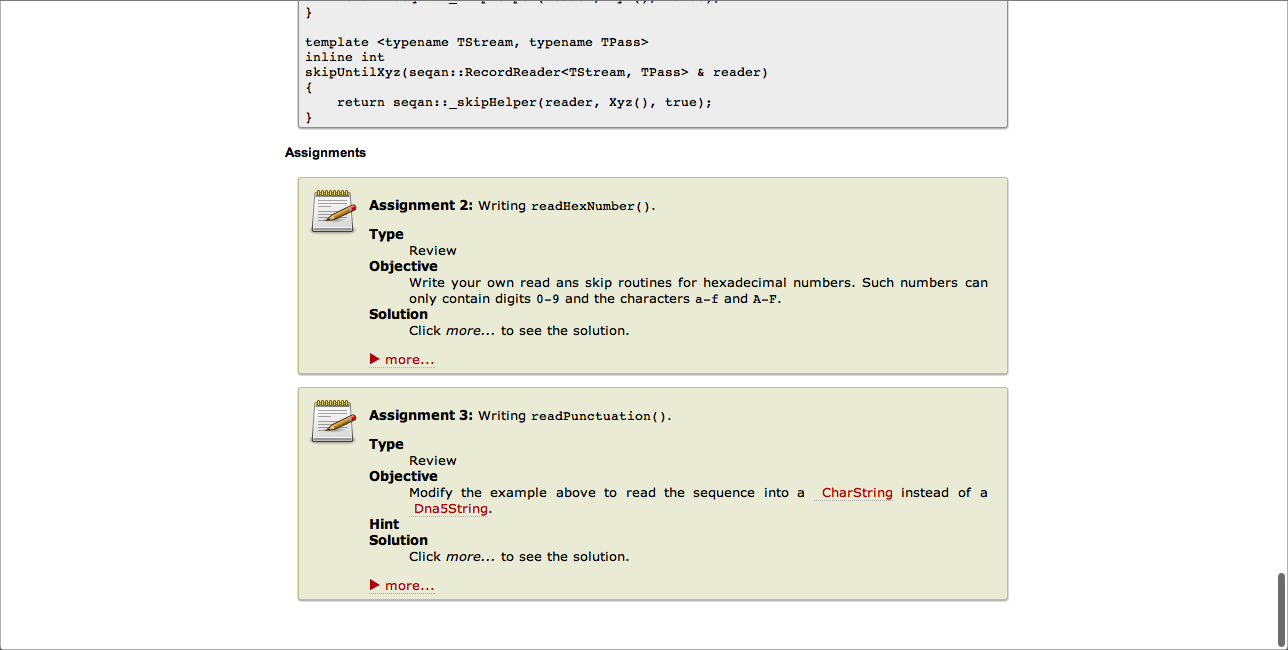 }
template <typename TStream, typename TPass>
inline int
skipUntilXyz(seqan::RecordReader<TStream, TPass> & reader)
{
    return seqan::_skipHelper(reader, Xyz(), true);
}
Assignments
Assignment 2: Writing readHexNumber().
Type
Review
Objective
Write your own read ans skip routines for hexadecimal numbers. Such numbers can
only contain digits 0-9 and the characters a-f and A-F.
Solution
Click more... to see the solution.
more...
Assignment 3: Writing readPunctuation().
Type
Review
Objective
Modify the example above to read the sequence into a CharString instead of a
Dna5String.
Hint
Solution
Click more... to see the solution.
more...